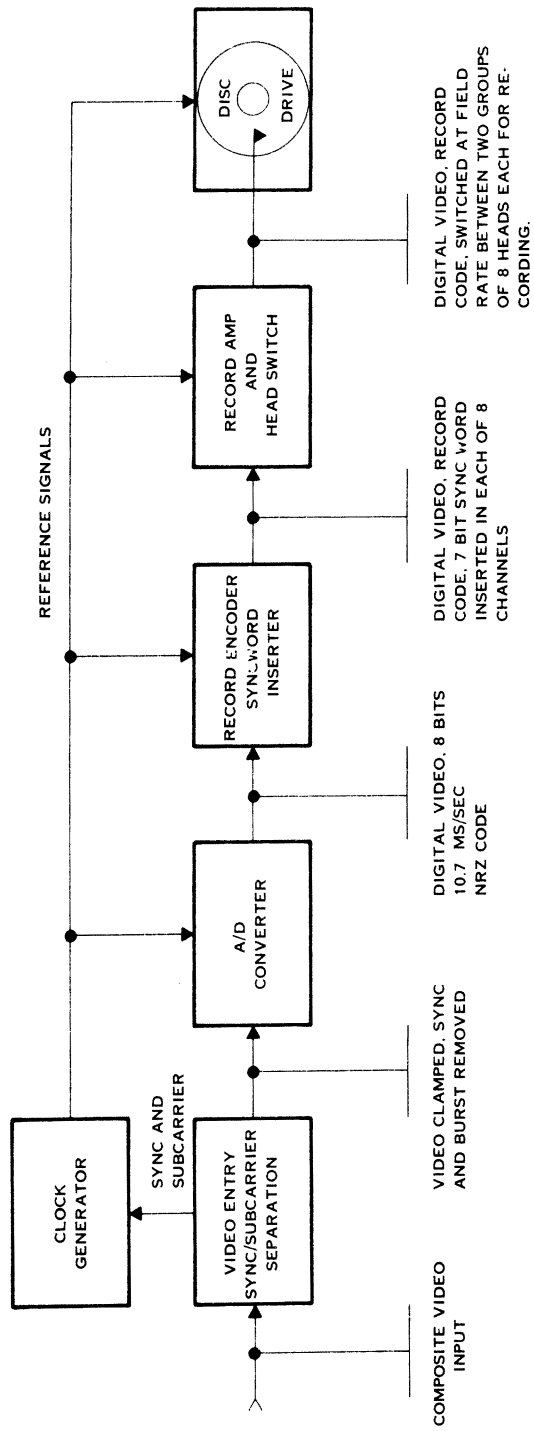 REFERENCE SIGNALS
CLOCK
GENERATOR
SYNC AND
SUBCARRIER
VIDEO ENTRY
SYNC/SUBCARRIER
SEPARATION
A/D
CONVERTER
RECORD ENCODER
SYNCWORD
INSERTER
RECORD AMP
AND
HEAD SWITCH
DISC
DRIVE
COMPOSITE VIDEO
INPUT
VIDEO CLAMPED, SYNC
AND BURST REMOVED
DIGITAL VIDEO, 8 BITS
10.7 MS/SEC
NRZ CODE
DIGITAL VIDEO, RECORD
CODE, 7 BIT SYNC WORD
INSERTED IN EACH OF 8
CHANNELS
DIGITAL VIDEO, RECORD
CODE, SWITCHED AT FIELD
RATE BETWEEN TWO GROUPS
OF 8 HEADS EACH FOR RE-
CORDING.